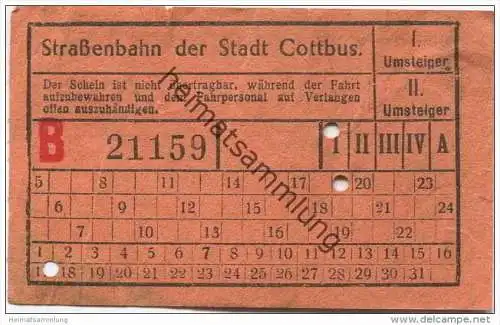 Straßenbahn der Stadt Cottbus.
I.
Umsteiger
Der Schein ist nicht übertragbar, während der Fahrt
aufzubewahren und dem Fahrpersonal auf Verlangen
offen auszuhändigen.
II.
Umsteiger
B 21159 I II III IV A
5 8 11 14 17 20 23
6 9 12 15 18 21 24
7 10 13 16 19 22
1 2 3 4 5 6 7 8 9 10 11 12 13 14 15 16
18 19 20 21 22 23 24 25 26 27 28 29 30 31
heimatsammlung
Heimatsammlung
delcampe.net